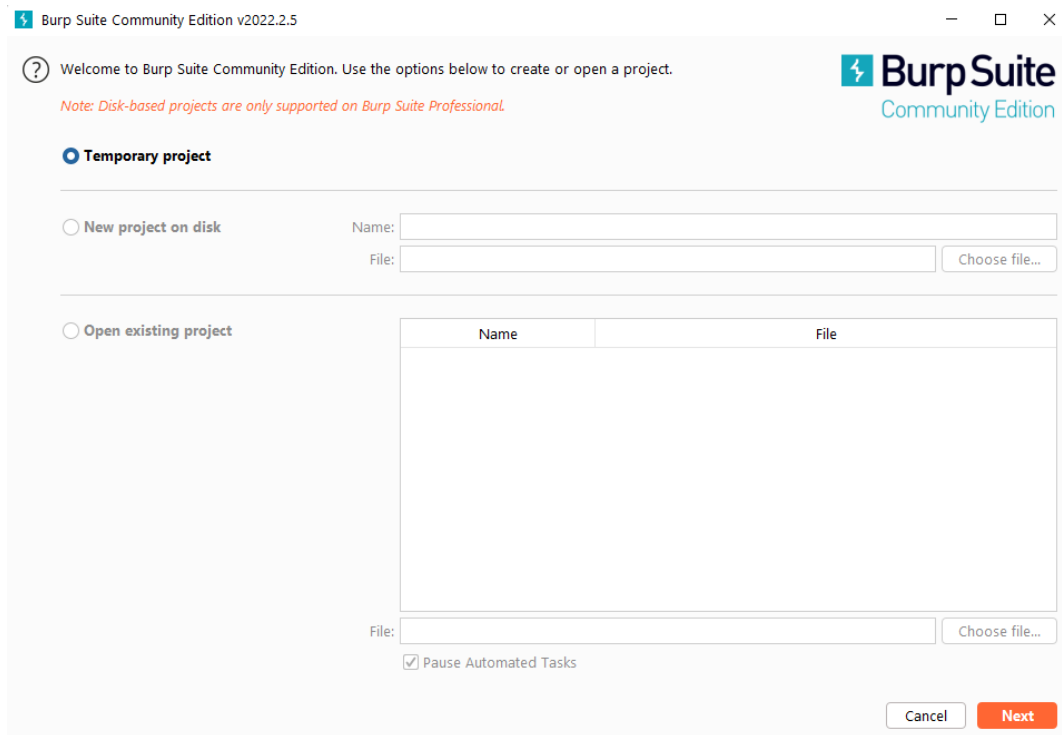 Burp Suite Community Edition v2022.2.5
Welcome to Burp Suite Community Edition. Use the options below to create or open a project.
Note: Disk-based projects are only supported on Burp Suite Professional.
Burp Suite
Community Edition
Temporary project
New project on disk
Name:
File:
Choose file...
Open existing project
Name File
File:
Choose file...
Pause Automated Tasks
Cancel Next